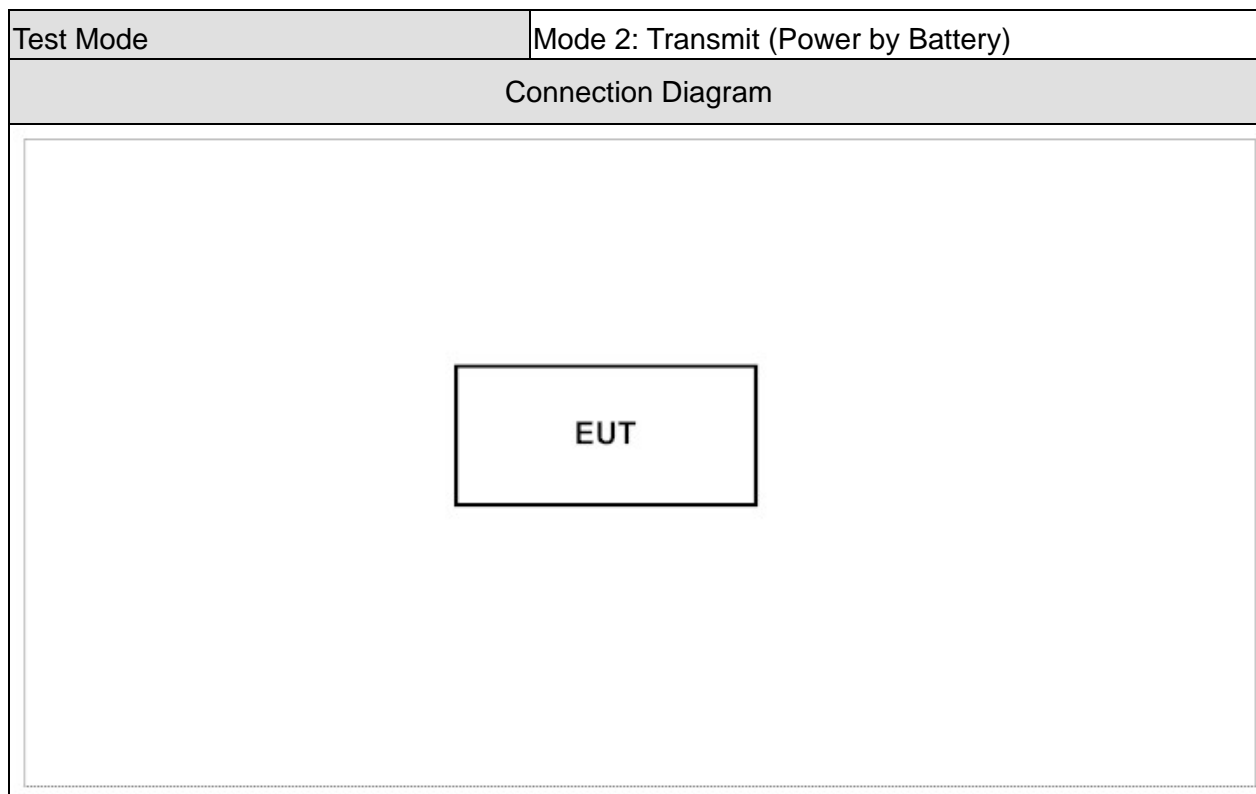 Test Mode
Mode 2: Transmit (Power by Battery)
Connection Diagram
EUT